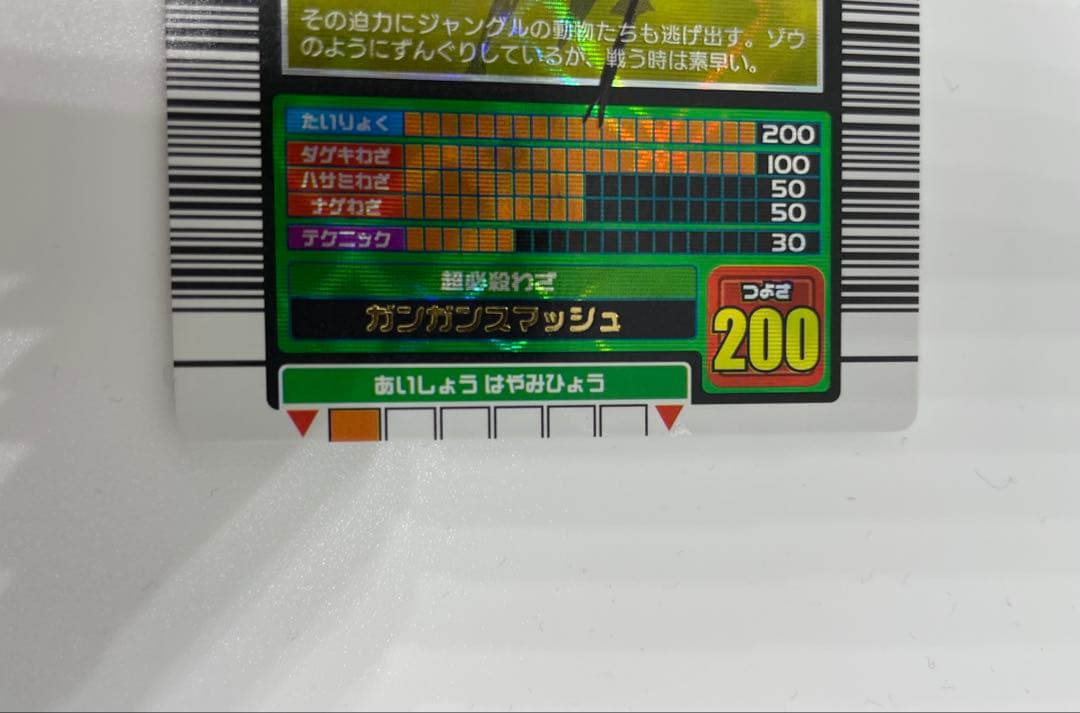 その迫力にジャングルの動物たちも逃げ出す。ゾウ
のようにずんぐりしているが、戦う時は素早い。
たいりょく 200
ダゲキわざ 100
ハサミわざ 50
ナゲわざ 50
テクニック 30
超必殺わざ
ガンガンスマッシュ
つよさ
200
あいしょう はやみひょう